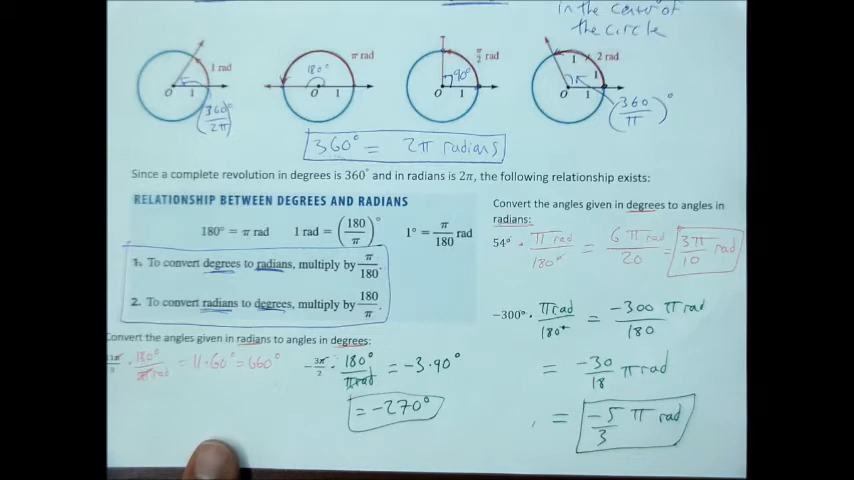 in the center of
the circle
1 rad
O
1
(360°/2π)
180°
π rad
O
1
90°
π/2 rad
O
1
2 rad
1
1
O
1
(360/π)°
360° = 2π radians
Since a complete revolution in degrees is 360° and in radians is 2π, the following relationship exists:
RELATIONSHIP BETWEEN DEGREES AND RADIANS
180° = π rad 1 rad = (180/π)° 1° = π/180 rad
1. To convert degrees to radians, multiply by π/180.
2. To convert radians to degrees, multiply by 180/π.
Convert the angles given in degrees to angles in
radians:
54° · π rad/180° = 6π rad/20 = 3π/10 rad
-300° · π rad/180° = -300 π rad/180
= -30/18 π rad
= -5/3 π rad
Convert the angles given in radians to angles in degrees:
· 180°/π rad = 11·60° = 660°
-3π/2 · 180°/π rad = -3·90°
= -270°